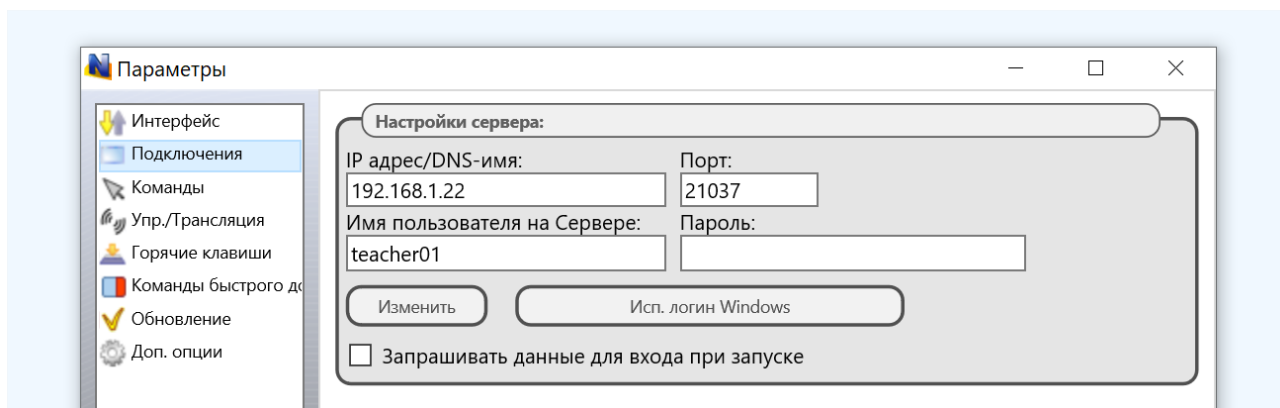 Параметры
Интерфейс
Подключения
Команды
Упр./Трансляция
Горячие клавиши
Команды быстрого
Обновление
Доп. опции
Настройки сервера:
IP адрес/DNS-имя: Порт:
192.168.1.22 21037
Имя пользователя на Сервере: Пароль:
teacher01
Изменить Исп. логин Windows
Запрашивать данные для входа при запуске